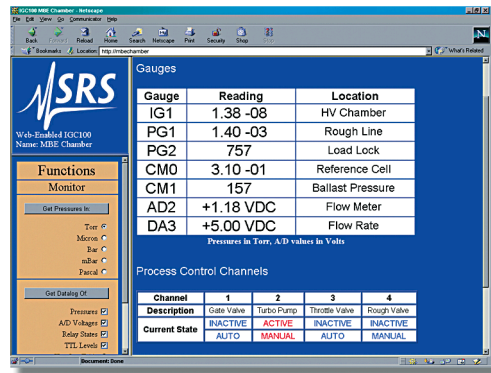 IGC100 MBE Chamber - Netscape
File Edit View Go Communicator Help
Back Forward Reload Home Search Netscape Print Security Shop Stop
Bookmarks Location: http://mbechamber What's Related
SRS
Web-Enabled IGC100
Name: MBE Chamber
Functions
Monitor
Get Pressures In
Torr
Micron
Bar
mBar
Pascal
Get Datalog Of
Pressures
A/D Voltages
Relay States
TTL Levels
Gauges
Gauge Reading Location
IG1 1.38 -08 HV Chamber
PG1 1.40 -03 Rough Line
PG2 757 Load Lock
CM0 3.10 -01 Reference Cell
CM1 157 Ballast Pressure
AD2 +1.18 VDC Flow Meter
DA3 +5.00 VDC Flow Rate
Pressures in Torr, A/D values in Volts
Process Control Channels
Channel 1 2 3 4
Description Gate Valve Turbo Pump Throttle Valve Rough Valve
Current State INACTIVE ACTIVE INACTIVE INACTIVE
AUTO MANUAL AUTO MANUAL
Document: Done